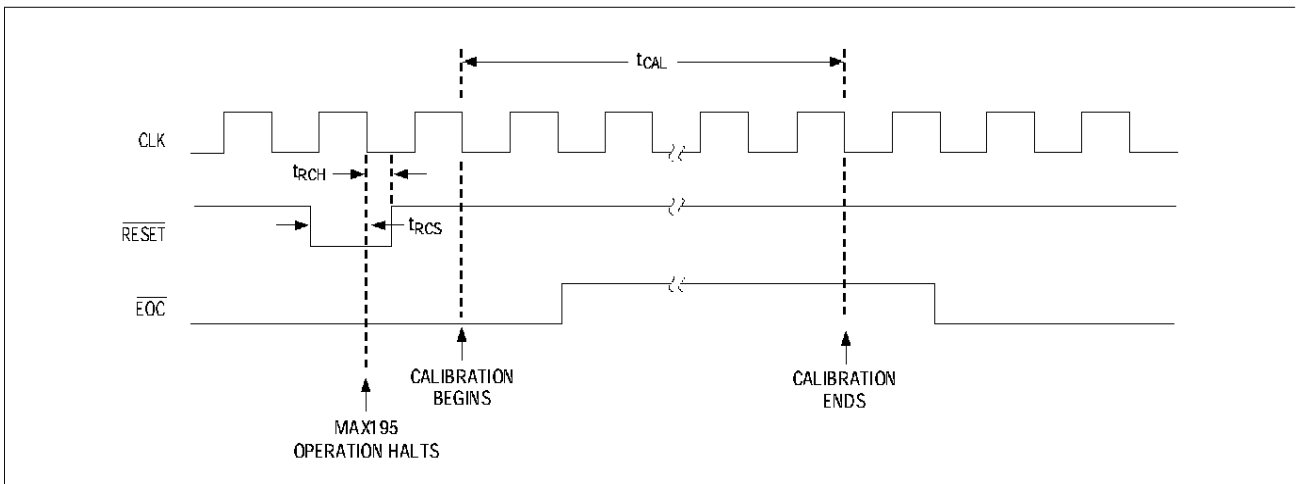 tCAL
CLK
tRCH
RESET
tRCS
EOC
CALIBRATION
BEGINS
CALIBRATION
ENDS
MAX195
OPERATION HALTS